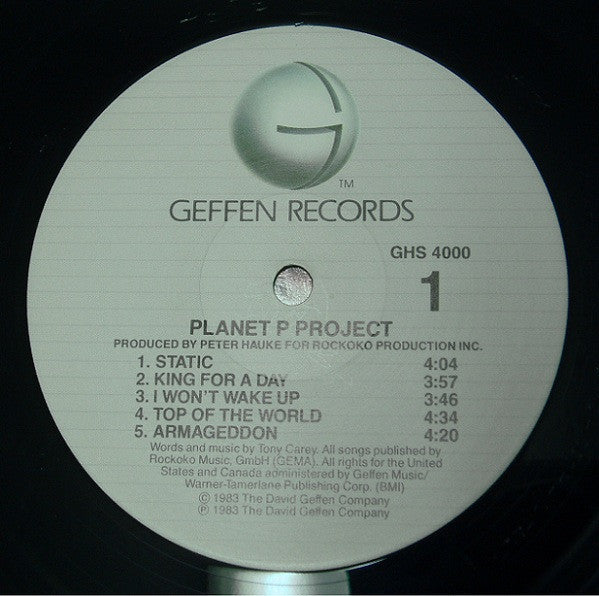 G
TM
GEFFEN RECORDS
GHS 4000
1
PLANET P PROJECT
PRODUCED BY PETER HAUKE FOR ROCKOKO PRODUCTION INC.
1. STATIC 4:04
2. KING FOR A DAY 3:57
3. I WON'T WAKE UP 3:46
4. TOP OF THE WORLD 4:34
5. ARMAGEDDON 4:20
Words and music by Tony Carey. All songs published by
Rockoko Music, GmbH (GEMA). All rights for the United
States and Canada administered by Geffen Music/
Warner-Tamerlane Publishing Corp. (BMI)
© 1983 The David Geffen Company
℗ 1983 The David Geffen Company